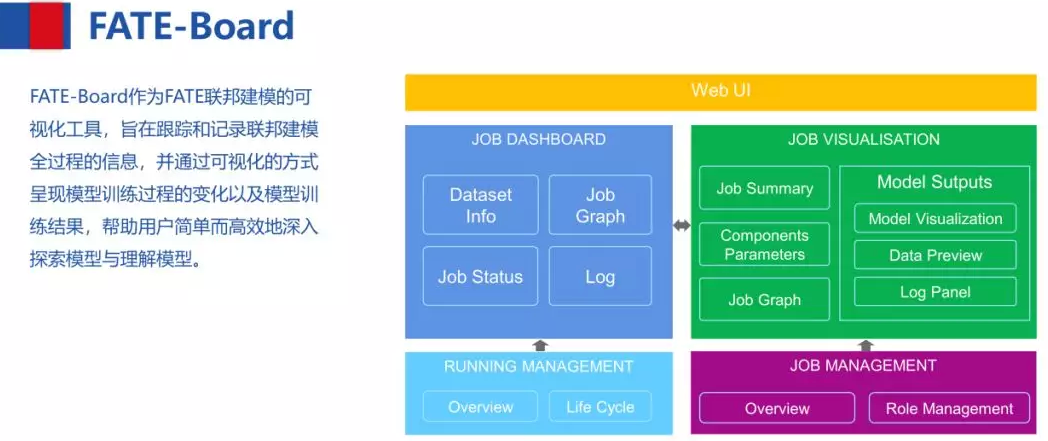 FATE-Board
FATE-Board作为FATE联邦建模的可
视化工具，旨在跟踪和记录联邦建模
全过程的信息，并通过可视化的方式
呈现模型训练过程的变化以及模型训
练结果，帮助用户简单而高效地深入
探索模型与理解模型。
Web UI
JOB DASHBOARD
Dataset
Info
Job
Graph
Job Status
Log
JOB VISUALISATION
Job Summary
Components
Parameters
Job Graph
Model Sutputs
Model Visualization
Data Preview
Log Panel
RUNNING MANAGEMENT
Overview
Life Cycle
JOB MANAGEMENT
Overview
Role Management